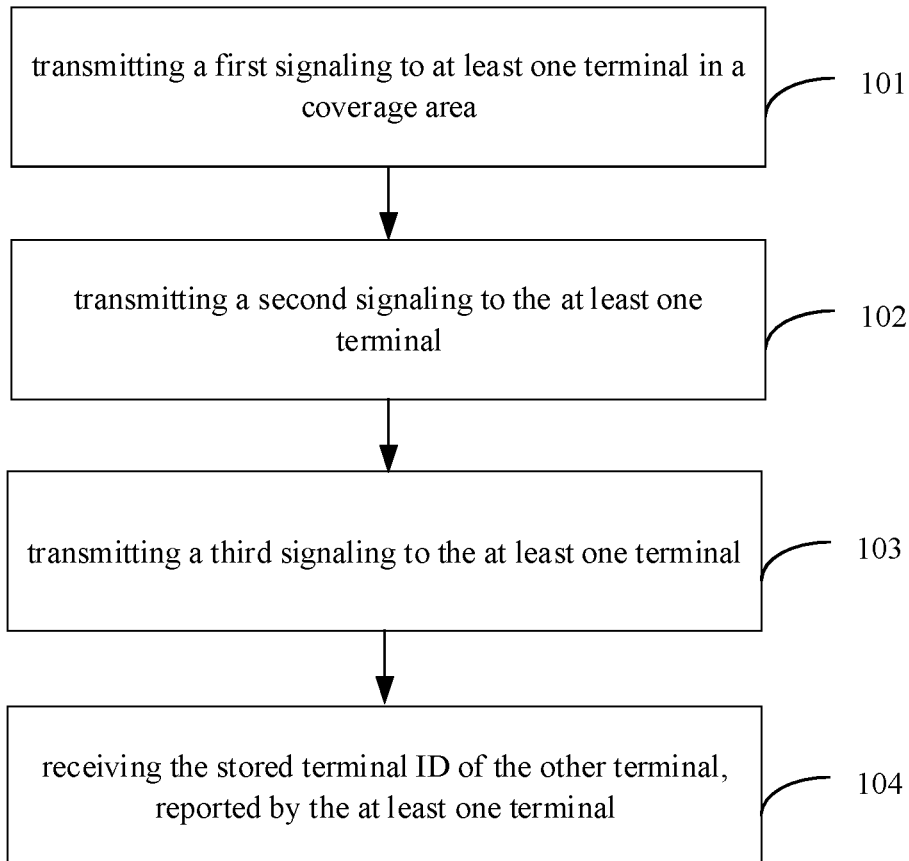 transmitting a first signaling to at least one terminal in a
coverage area
101
transmitting a second signaling to the at least one
terminal
102
transmitting a third signaling to the at least one terminal
103
receiving the stored terminal ID of the other terminal,
reported by the at least one terminal
104